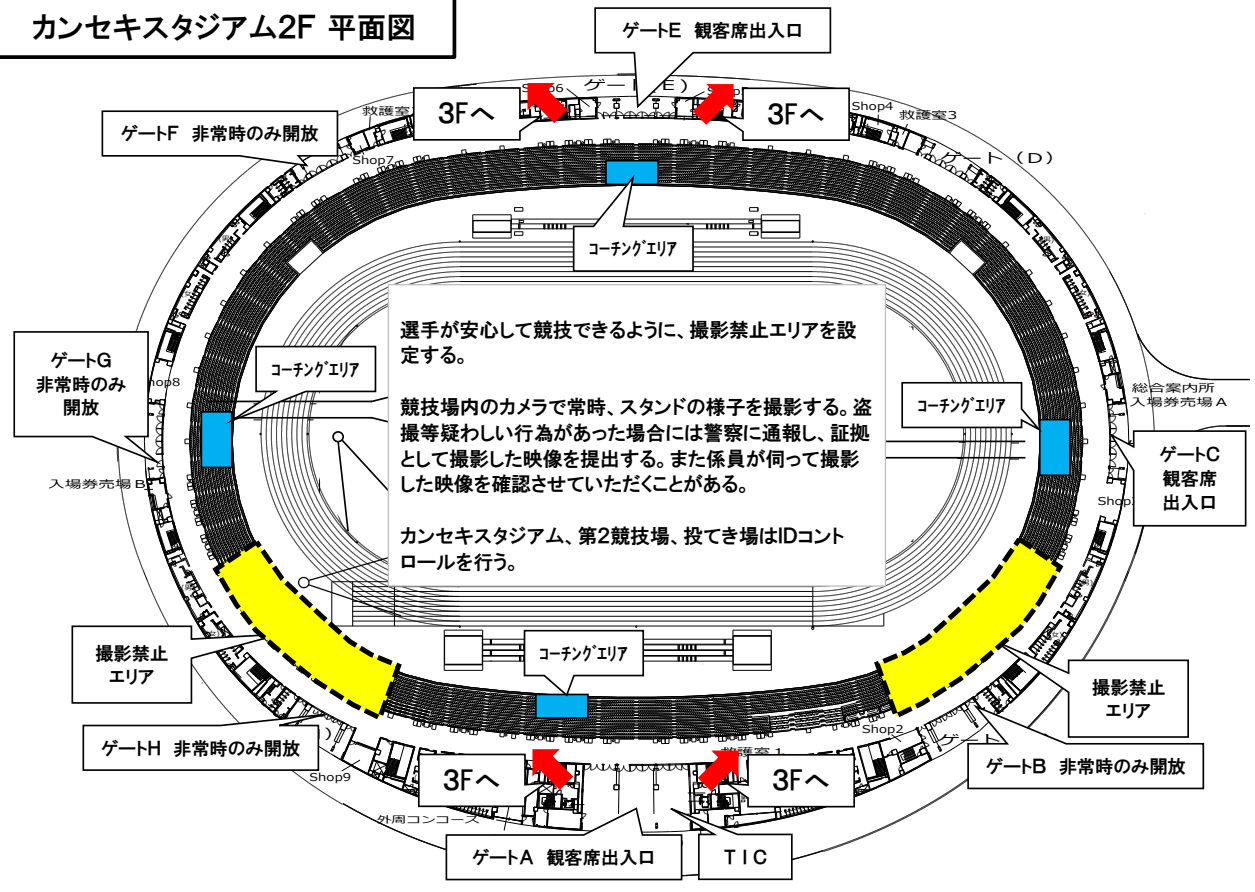 カンセキスタジアム2F 平面図
ゲートE 観客席出入口
ゲート(E)
3Fへ
3Fへ
Shop4
救護室3
救護室
ゲートF 非常時のみ開放
Shop7
ゲート(D)
コーチングエリア
選手が安心して競技できるように、撮影禁止エリアを設
定する。
競技場内のカメラで常時、スタンドの様子を撮影する。盗
撮等疑わしい行為があった場合には警察に通報し、証拠
として撮影した映像を提出する。また係員が伺って撮影
した映像を確認させていただくことがある。
カンセキスタジアム、第2競技場、投てき場はIDコント
ロールを行う。
ゲートG
非常時のみ
開放
コーチングエリア
コーチングエリア
総合案内所
入場券売場A
ゲートC
観客席
出入口
入場券売場B
撮影禁止
エリア
コーチングエリア
撮影禁止
エリア
Shop2
ゲート
ゲートH 非常時のみ開放
救護室1
ゲートB 非常時のみ開放
Shop9
3Fへ
3Fへ
外周コンコース
ゲートA 観客席出入口
TIC